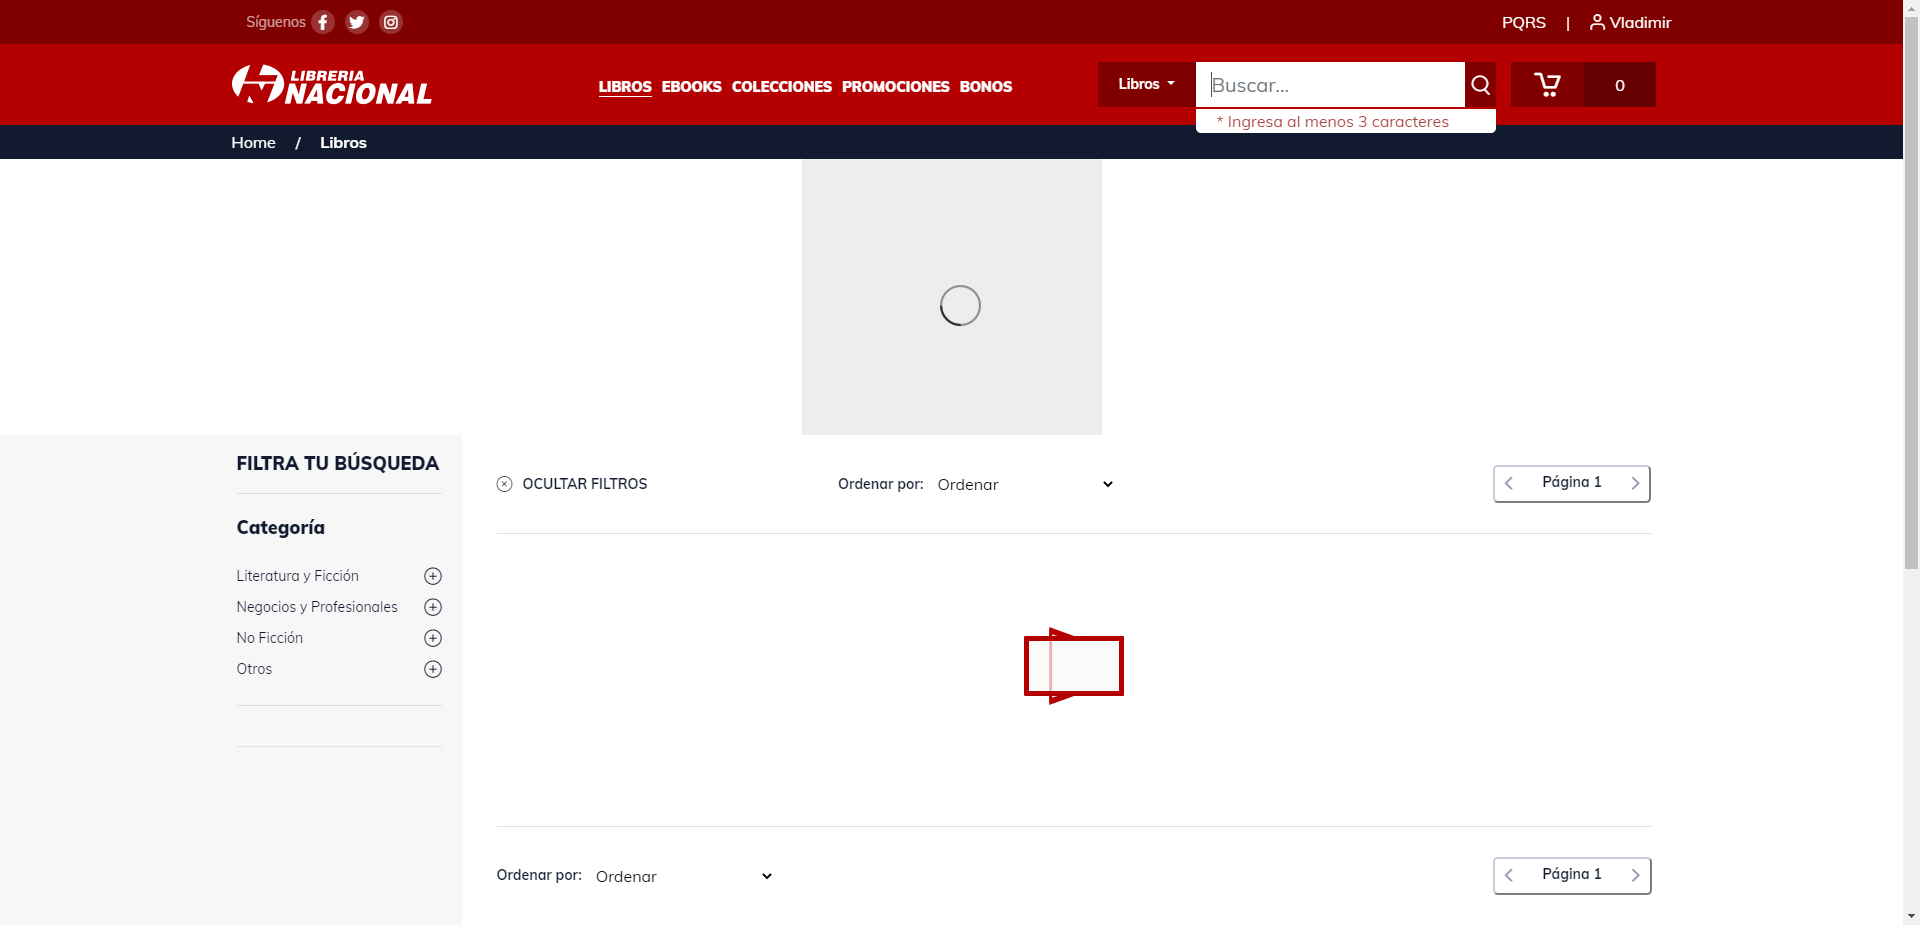 Síguenos
PQRS | Vladimir
LIBRERIA
NACIONAL
LIBROS EBOOKS COLECCIONES PROMOCIONES BONOS
Libros
Buscar...
0
* Ingresa al menos 3 caracteres
Home / Libros
FILTRA TU BÚSQUEDA
Categoría
Literatura y Ficción
Negocios y Profesionales
No Ficción
Otros
OCULTAR FILTROS
Ordenar por: Ordenar
Página 1
Ordenar por: Ordenar
Página 1